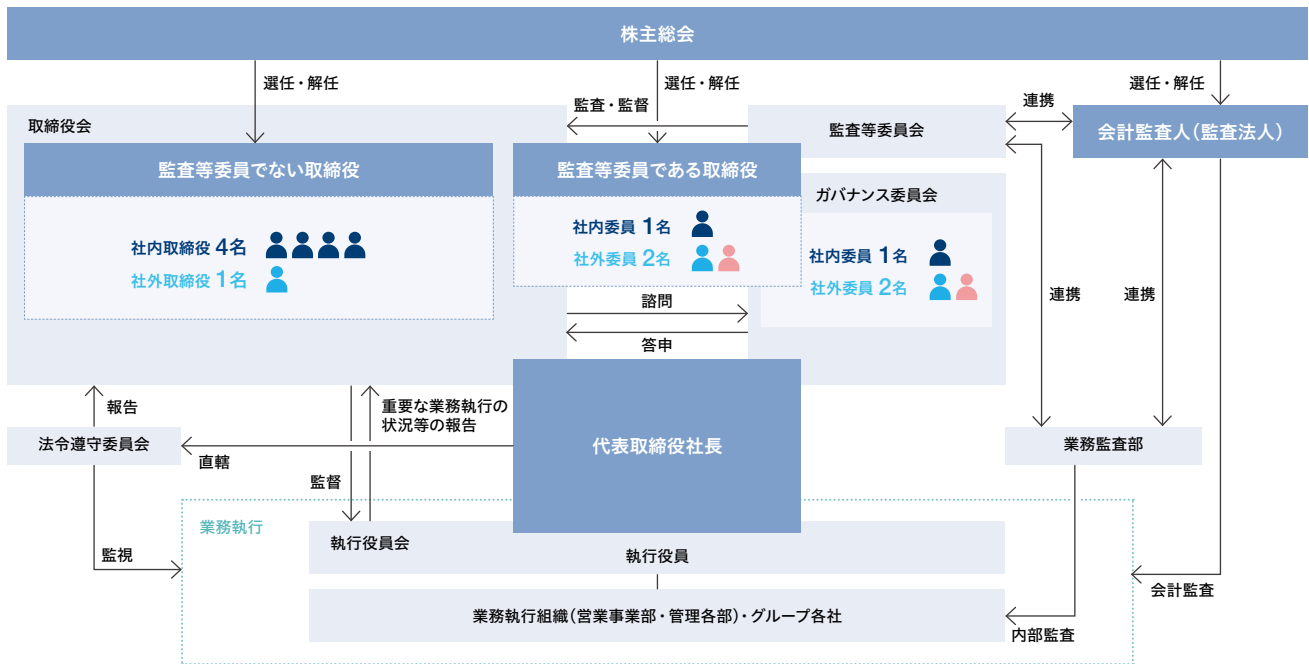 株主総会
選任・解任
選任・解任
選任・解任
監査・監督
連携
取締役会
監査等委員会
会計監査人（監査法人）
監査等委員でない取締役
監査等委員である取締役
ガバナンス委員会
社内取締役 4名
社外取締役 1名
社内委員 1名
社外委員 2名
社内委員 1名
社外委員 2名
諮問
答申
連携
連携
報告
重要な業務執行の
状況等の報告
法令遵守委員会
直轄
代表取締役社長
業務監査部
監督
業務執行
執行役員会
執行役員
監視
会計監査
業務執行組織（営業事業部・管理各部）・グループ各社
内部監査